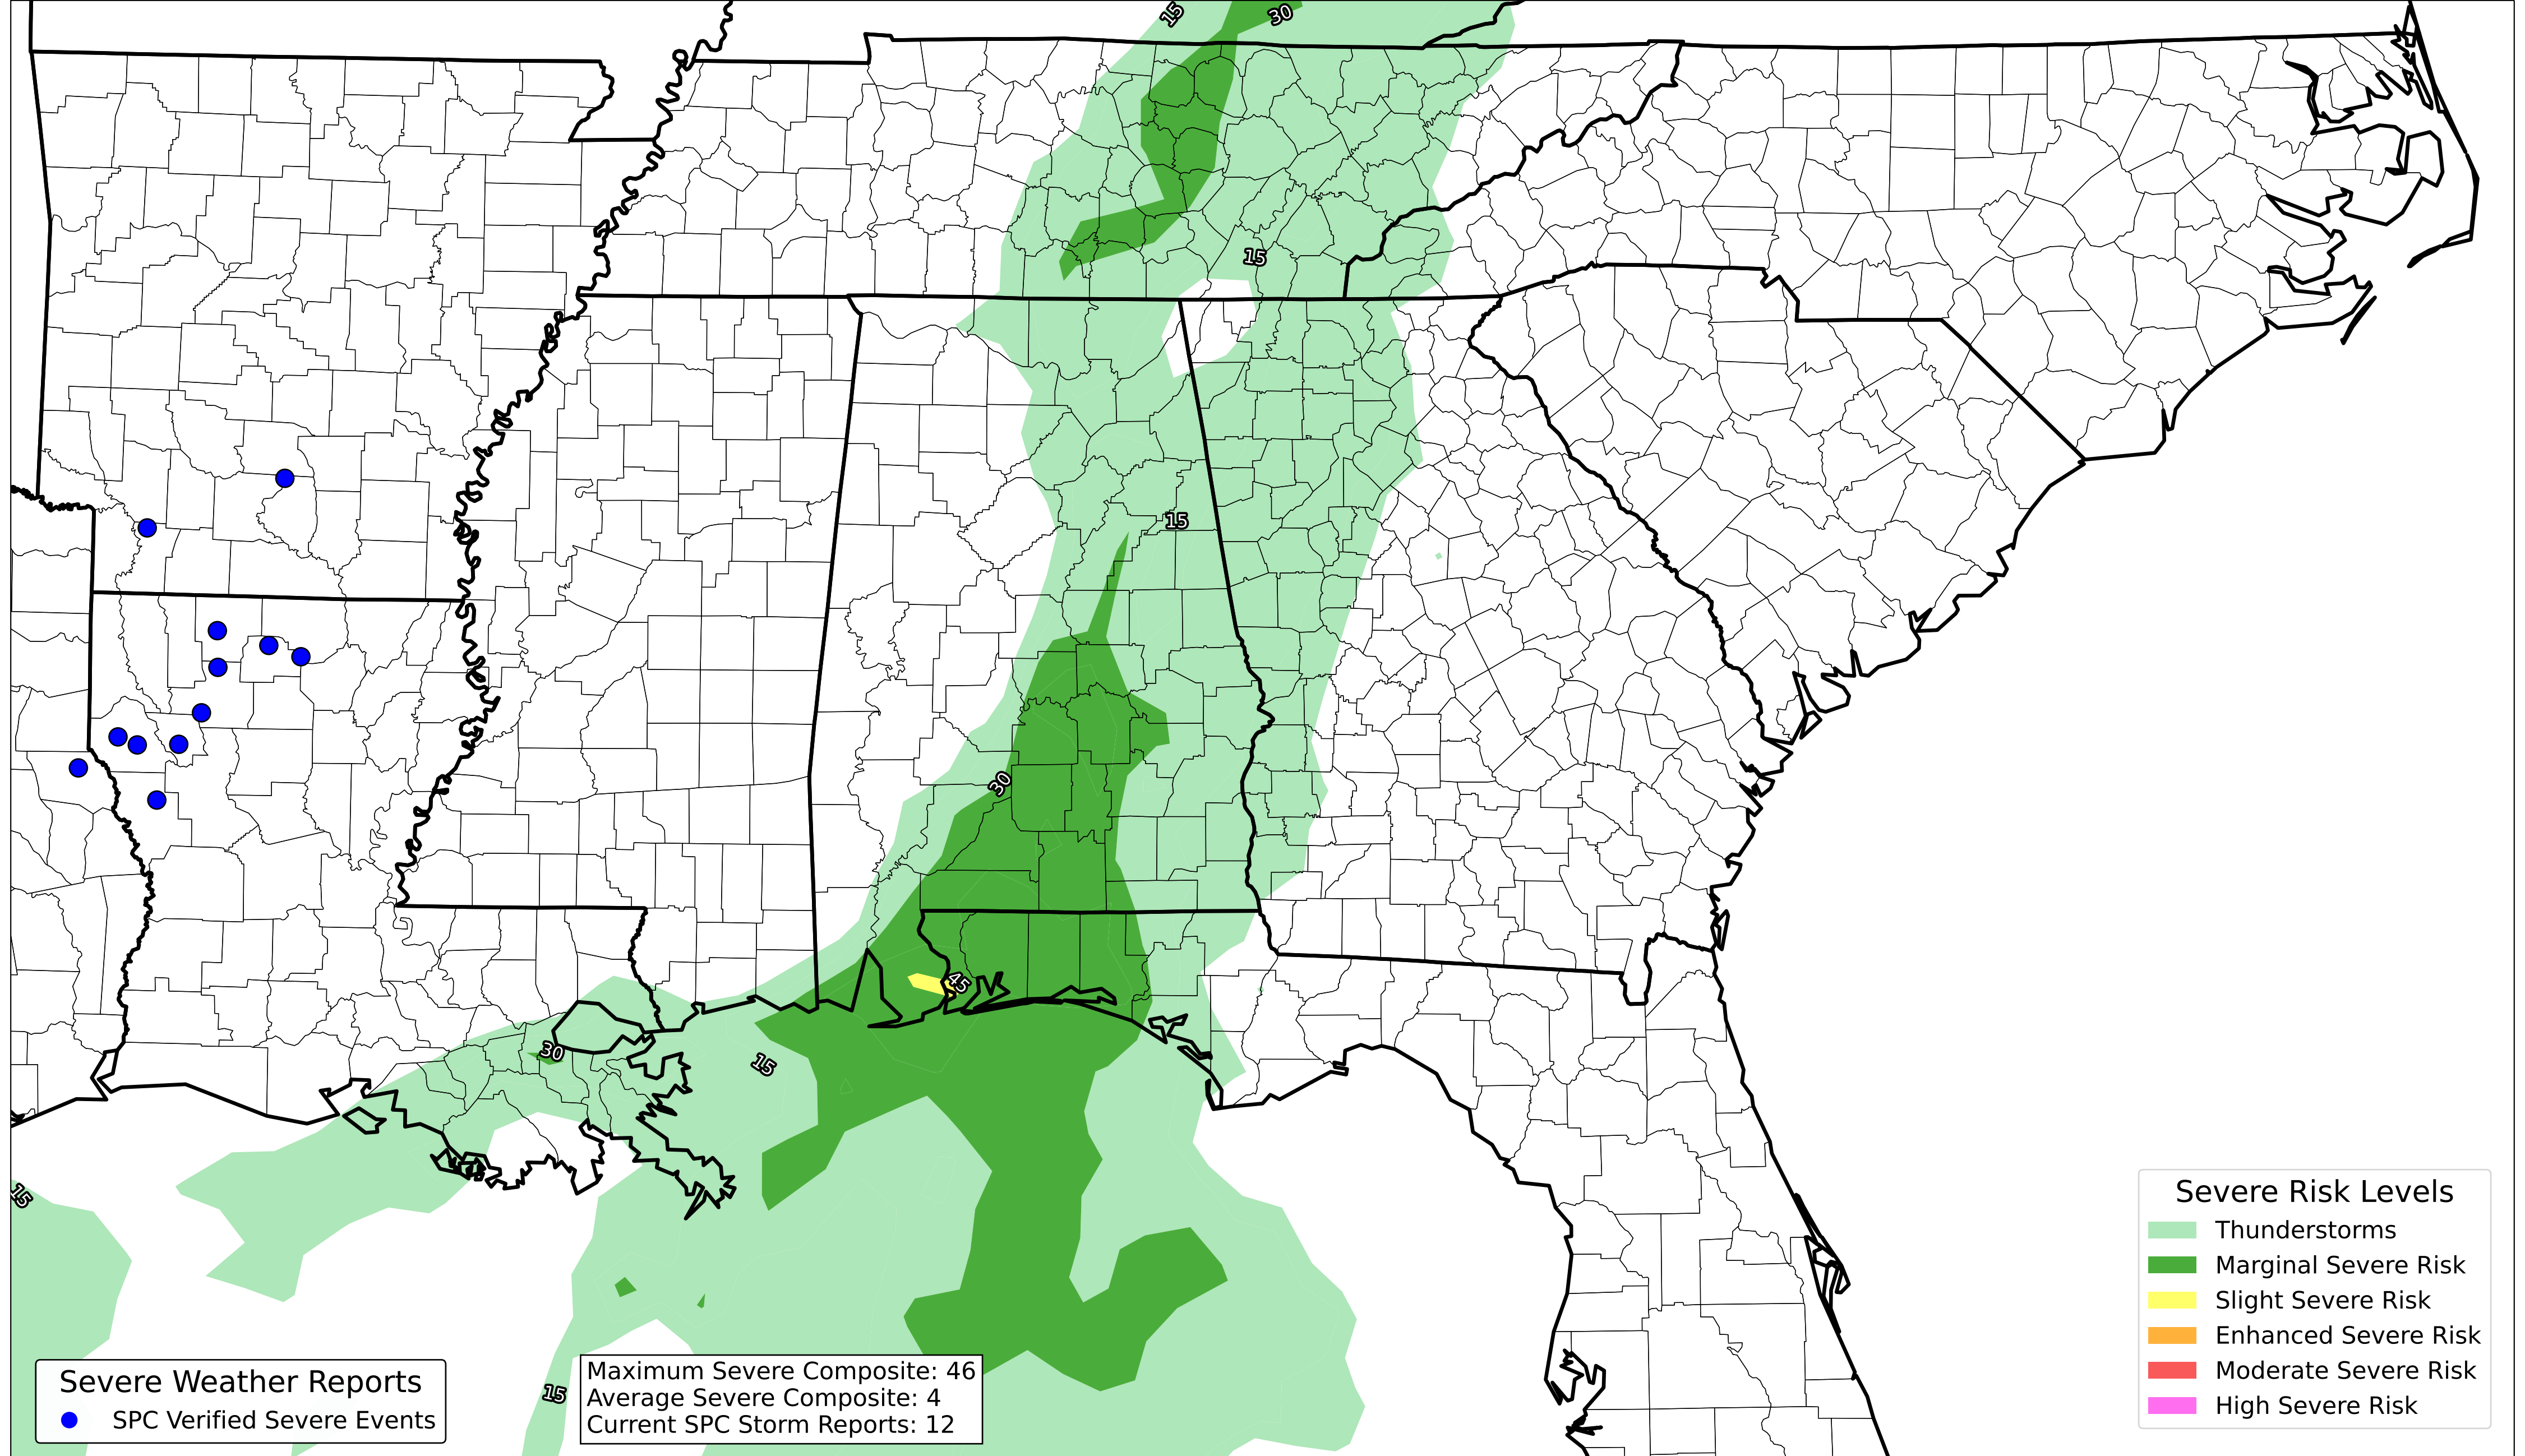 15
30
15
15
30
45
30
15
15
15
Severe Risk Levels
Thunderstorms
Marginal Severe Risk
Slight Severe Risk
Enhanced Severe Risk
Moderate Severe Risk
High Severe Risk
Severe Weather Reports
SPC Verified Severe Events
Maximum Severe Composite: 46
Average Severe Composite: 4
Current SPC Storm Reports: 12